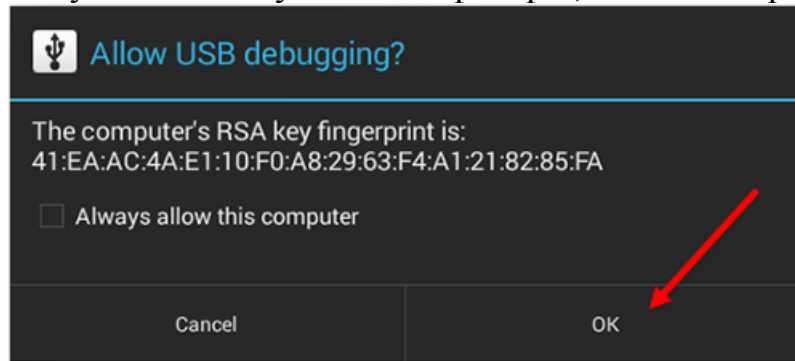 Allow USB debugging?
The computer's RSA key fingerprint is:
41:EA:AC:4A:E1:10:F0:A8:29:63:F4:A1:21:82:85:FA
Always allow this computer
Cancel
OK